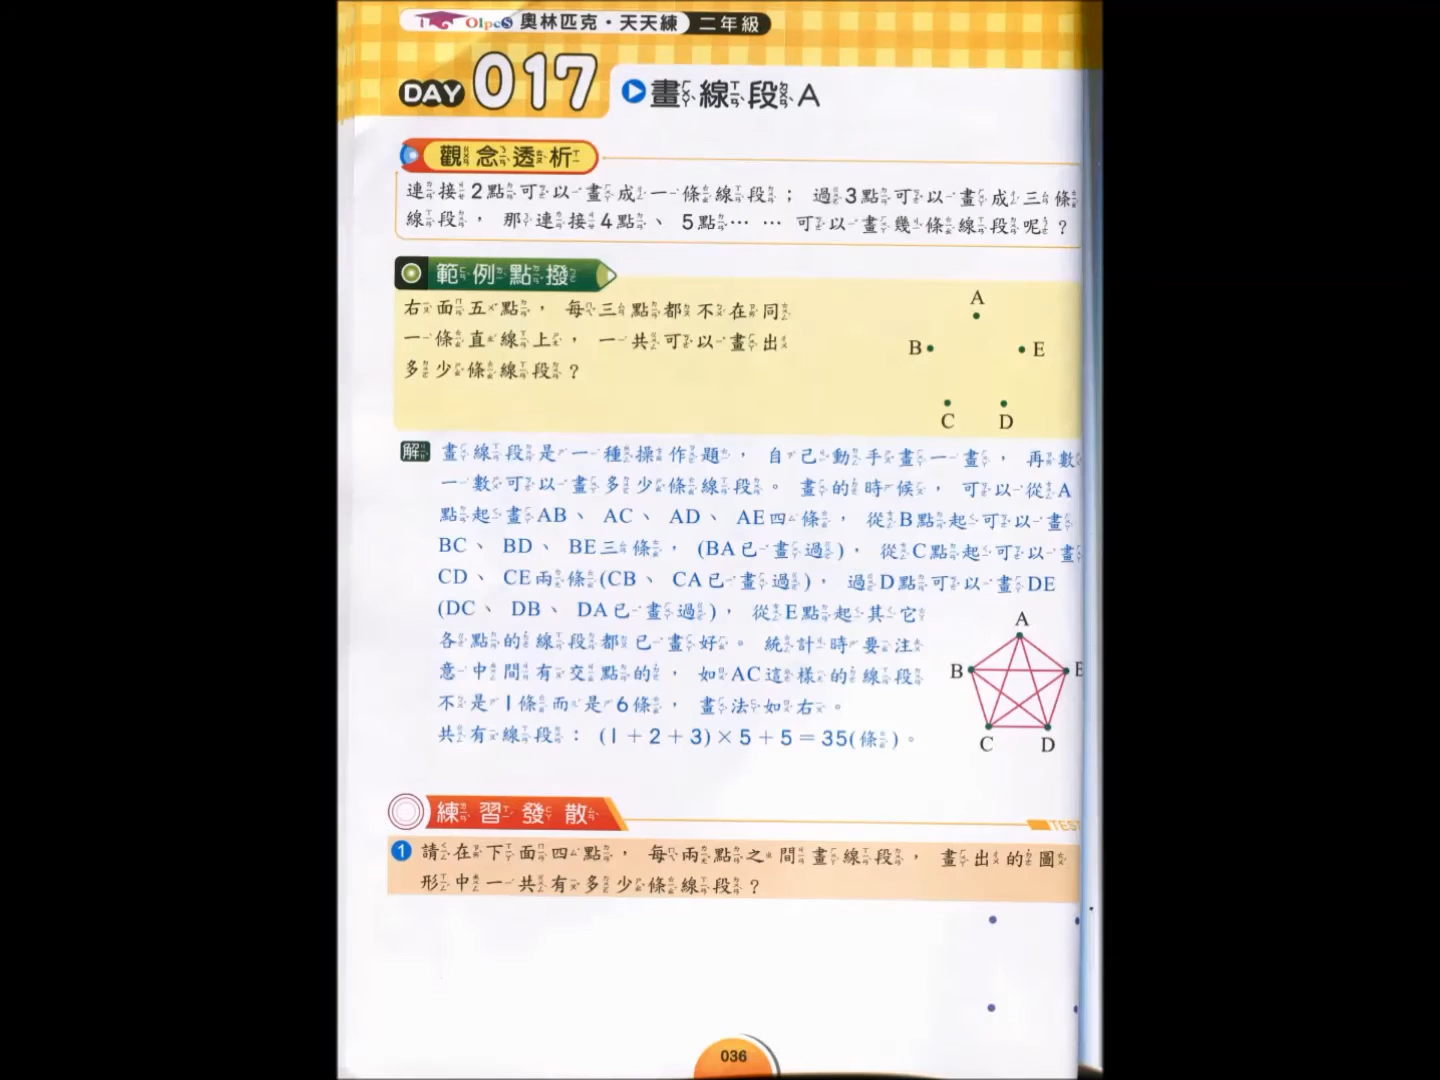 Olpcs 奧林匹克・天天練 二年級
DAY 017 畫線段A
觀念透析
連接2點可以畫成一條線段；過3點可以畫成三條
線段，那連接4點、5點……可以畫幾條線段呢？
範例點撥
右面五點，每三點都不在同
一條直線上，一共可以畫出
多少條線段？
A
B
E
C
D
解 畫線段是一種操作題，自己動手畫一畫，再數
一數可以畫多少條線段。畫的時候，可以從A
點起畫AB、AC、AD、AE四條，從B點起可以畫
BC、BD、BE三條，(BA已畫過)，從C點起可以畫
CD、CE兩條(CB、CA已畫過)，過D點可以畫DE
(DC、DB、DA已畫過)，從E點起其它
各點的線段都已畫好。統計時要注
意中間有交點的，如AC這樣的線段
不是1條而是6條，畫法如右。
共有線段：(1+2+3)×5+5=35(條)。
A
B
E
C
D
練習發散
TEST
1 請在下面四點，每兩點之間畫線段，畫出的圖
形中一共有多少條線段？
036